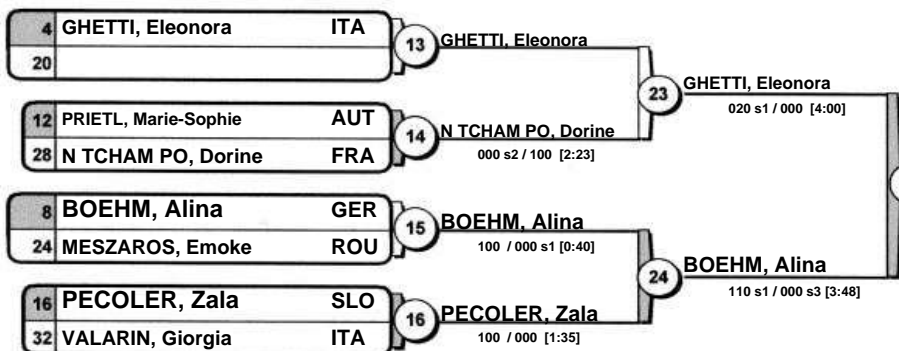 4 GHETTI, Eleonora ITA
20
13 GHETTI, Eleonora
12 PRIETL, Marie-Sophie AUT
28 N TCHAM PO, Dorine FRA
14 N TCHAM PO, Dorine
000 s2 / 100 [2:23]
23 GHETTI, Eleonora
020 s1 / 000 [4:00]
8 BOEHM, Alina GER
24 MESZAROS, Emoke ROU
15 BOEHM, Alina
100 / 000 s1 [0:40]
16 PECOLER, Zala SLO
32 VALARIN, Giorgia ITA
16 PECOLER, Zala
100 / 000 [1:35]
24 BOEHM, Alina
110 s1 / 000 s3 [3:48]